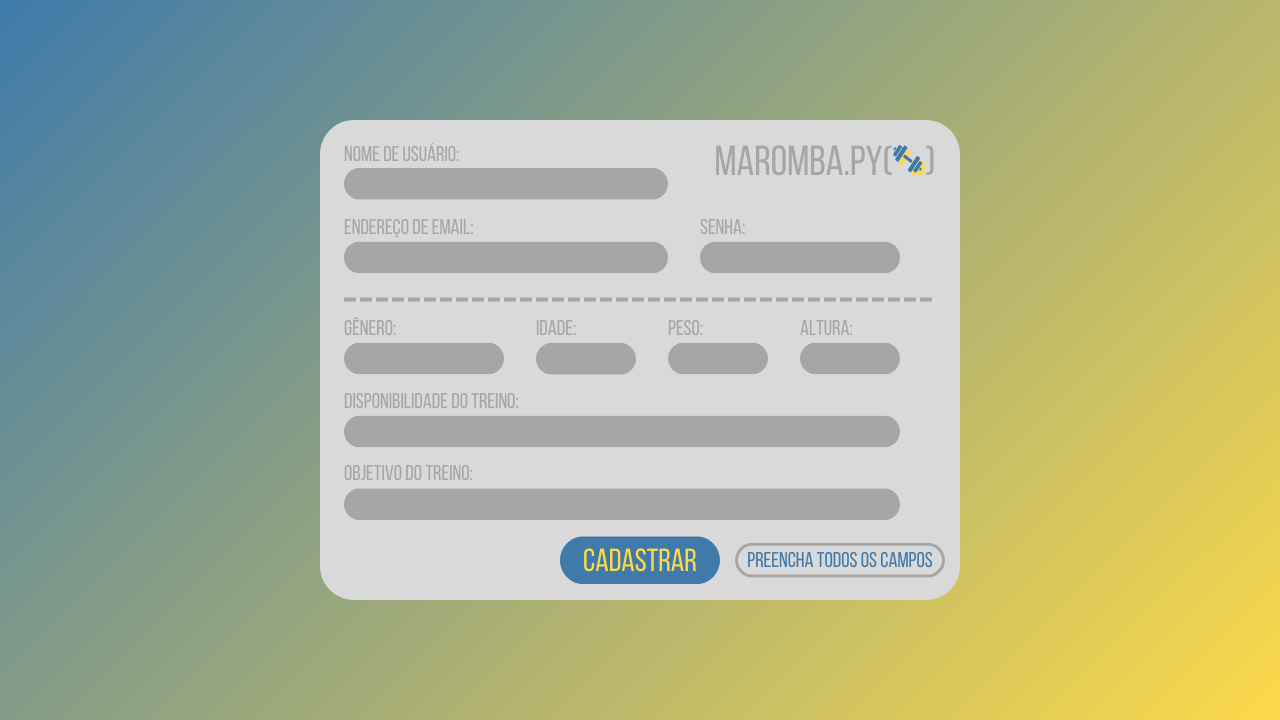 NOME DE USUÁRIO:
MAROMBA.PY()
ENDEREÇO DE EMAIL:
SENHA:
GÊNERO:
IDADE:
PESO:
ALTURA:
DISPONIBILIDADE DO TREINO:
OBJETIVO DO TREINO:
CADASTRAR
PREENCHA TODOS OS CAMPOS